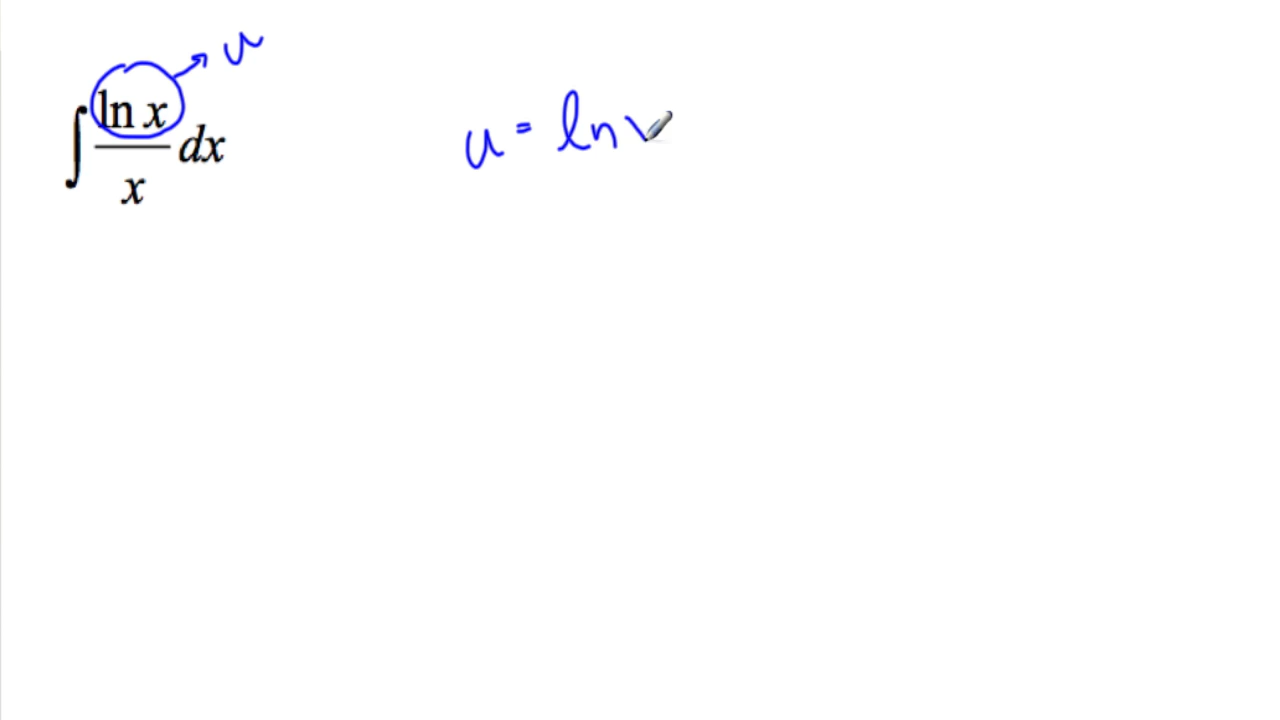 ∫ ln x / x dx → u
u = ln x